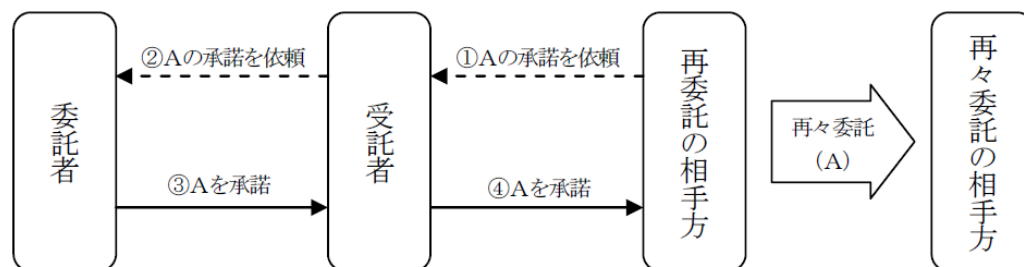 委託者
②Aの承諾を依頼
③Aを承諾
受託者
①Aの承諾を依頼
④Aを承諾
再委託の相手方
再々委託
（A）
再々委託の相手方